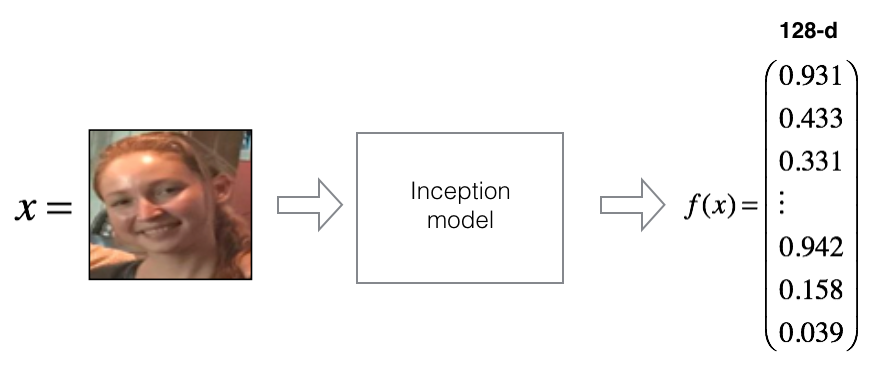 128-d
x =
Inception
model
f(x) =
0.931
0.433
0.331
⋮
0.942
0.158
0.039